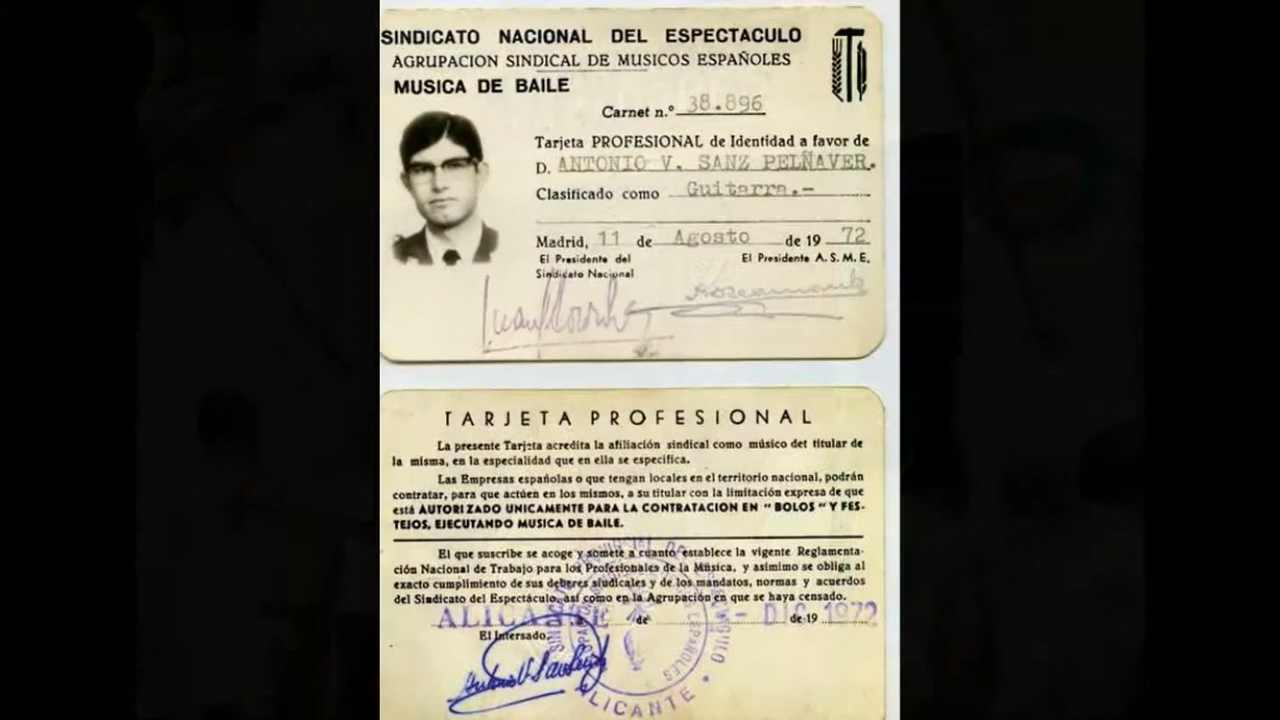 SINDICATO NACIONAL DEL ESPECTACULO
AGRUPACION SINDICAL DE MUSICOS ESPAÑOLES
MUSICA DE BAILE
Carnet n.º 38.896
Tarjeta PROFESIONAL de Identidad a favor de
D. ANTONIO V. SANZ PELÑAVER.
Clasificado como Guitarra.-
Madrid, 11 de Agosto de 19 72
El Presidente del
Sindicato Nacional
El Presidente A. S. M. E.
TARJETA PROFESIONAL
La presente Tarjeta acredita la afiliación sindical como músico det titular de
la misma, en la especialidad que en ella se especifica.
Las Empresas españolas o que tengan locales en el territorio nacional, podrán
contratar, para que actúen en los mismos, a su titular con la limitación expresa de que
está AUTORIZADO UNICAMENTE PARA LA CONTRATACION EN "BOLOS" Y FES-
TEJOS, EJECUTANDO MUSICA DE BAILE.
El que suscribe se acoge y somete a cuanto establece la vigente Reglamenta-
ción Nacional de Trabajo para los Profesionales de la Música, y asimimo se obliga al
exacto cumplimiento de sus deberes sindicales y de los mandatos, normas y acuerdos
del Sindicato del Espectáculo, así como en la Agrupación en que se haya censado.
ALICANTE de - DIC 1972 de 19
El Intersado,
ALICANTE